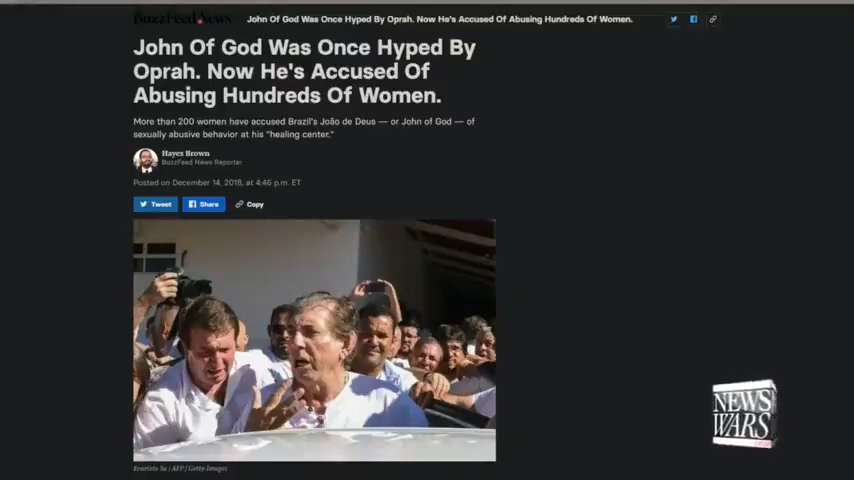 BuzzFeed News
John Of God Was Once Hyped By Oprah. Now He's Accused Of Abusing Hundreds Of Women.
John Of God Was Once Hyped By
Oprah. Now He's Accused Of
Abusing Hundreds Of Women.
More than 200 women have accused Brazil's João de Deus — or John of God — of
sexually abusive behavior at his "healing center."
Hayes Brown
BuzzFeed News Reporter
Posted on December 14, 2018, at 4:46 p.m. ET
Tweet
Share
Copy
Evaristo Sa / AFP / Getty Images
NEWS
WARS